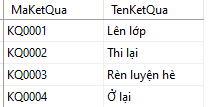 MaKetQua TenKetQua
KQ0001 Lên lớp
KQ0002 Thi lại
KQ0003 Rèn luyện hè
KQ0004 Ở lại